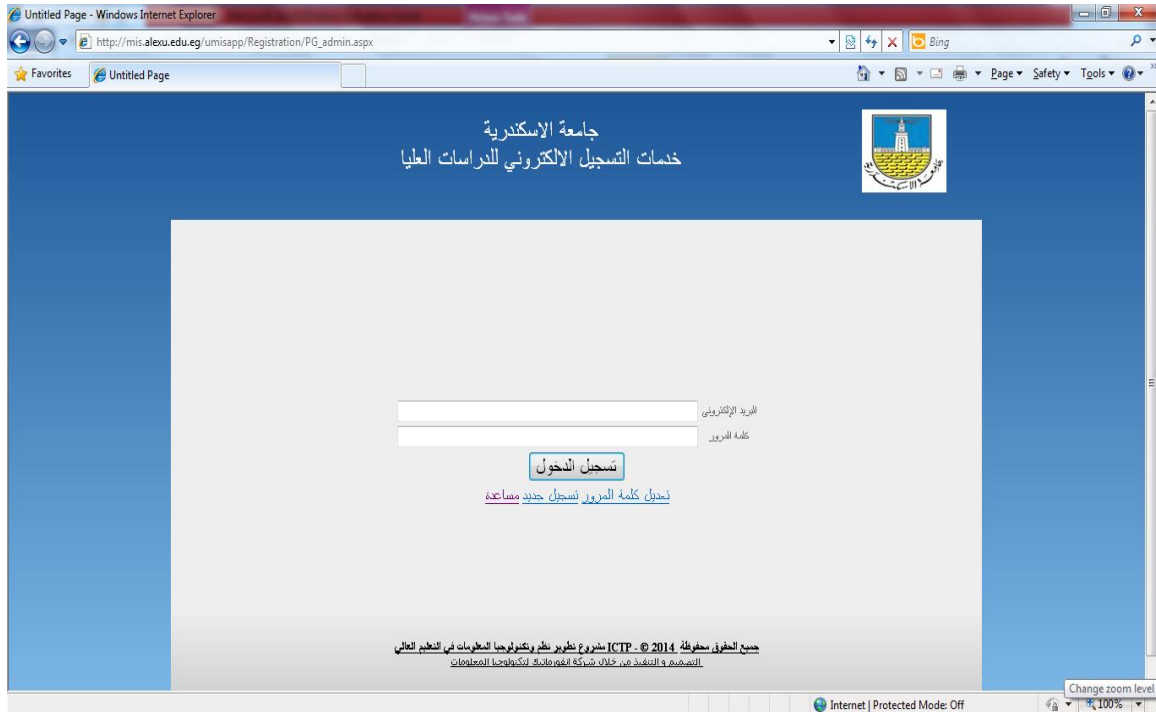 Untitled Page - Windows Internet Explorer
http://mis.alexu.edu.eg/umisapp/Registration/PG_admin.aspx
Bing
Favorites
Untitled Page
Page
Safety
Tools
جامعة الاسكندرية
خدمات التسجيل الالكتروني للدراسات العليا
جامعة الاسكندرية
البريد الإلكتروني
كلمة المرور
تسجيل الدخول
تعديل كلمة المرور تسجيل جديد مساعدة
جميع الحقوق محفوظة ICTP - © 2014 مشروع تطوير نظم وتكنولوجيا المعلومات في التعليم العالي
التصميم و التنفيذ من خلال شركة انفورماتيك لتكنولوجيا المعلومات
Change zoom level
Internet | Protected Mode: Off
100%